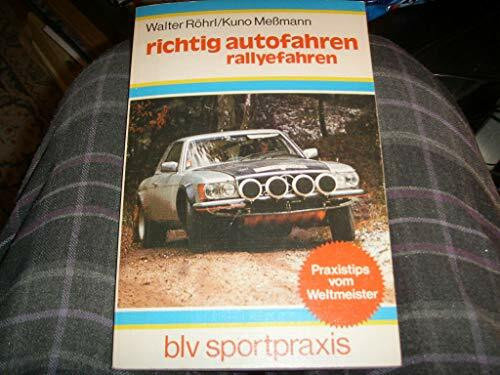 Walter Röhrl/Kuno Meßmann
richtig autofahren
rallyefahren
Praxistips
vom
Weltmeister
blv sportpraxis